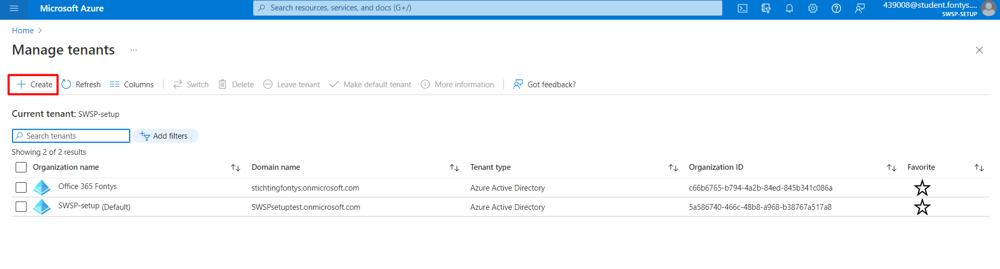 Microsoft Azure
Search resources, services, and docs (G+/)
439008@student.fontys....
SWSP-SETUP
Home
Manage tenants ...
Create Refresh Columns Switch Delete Leave tenant Make default tenant More information Got feedback?
Current tenant: SWSP-setup
Search tenants Add filters
Showing 2 of 2 results
Organization name Domain name Tenant type Organization ID Favorite
Office 365 Fontys stichtingfontys.onmicrosoft.com Azure Active Directory c66b6765-b794-4a2b-84ed-845b341c086a
SWSP-setup (Default) SWSPsetuptest.onmicrosoft.com Azure Active Directory 5a586740-466c-48b8-a968-b38767a517a8